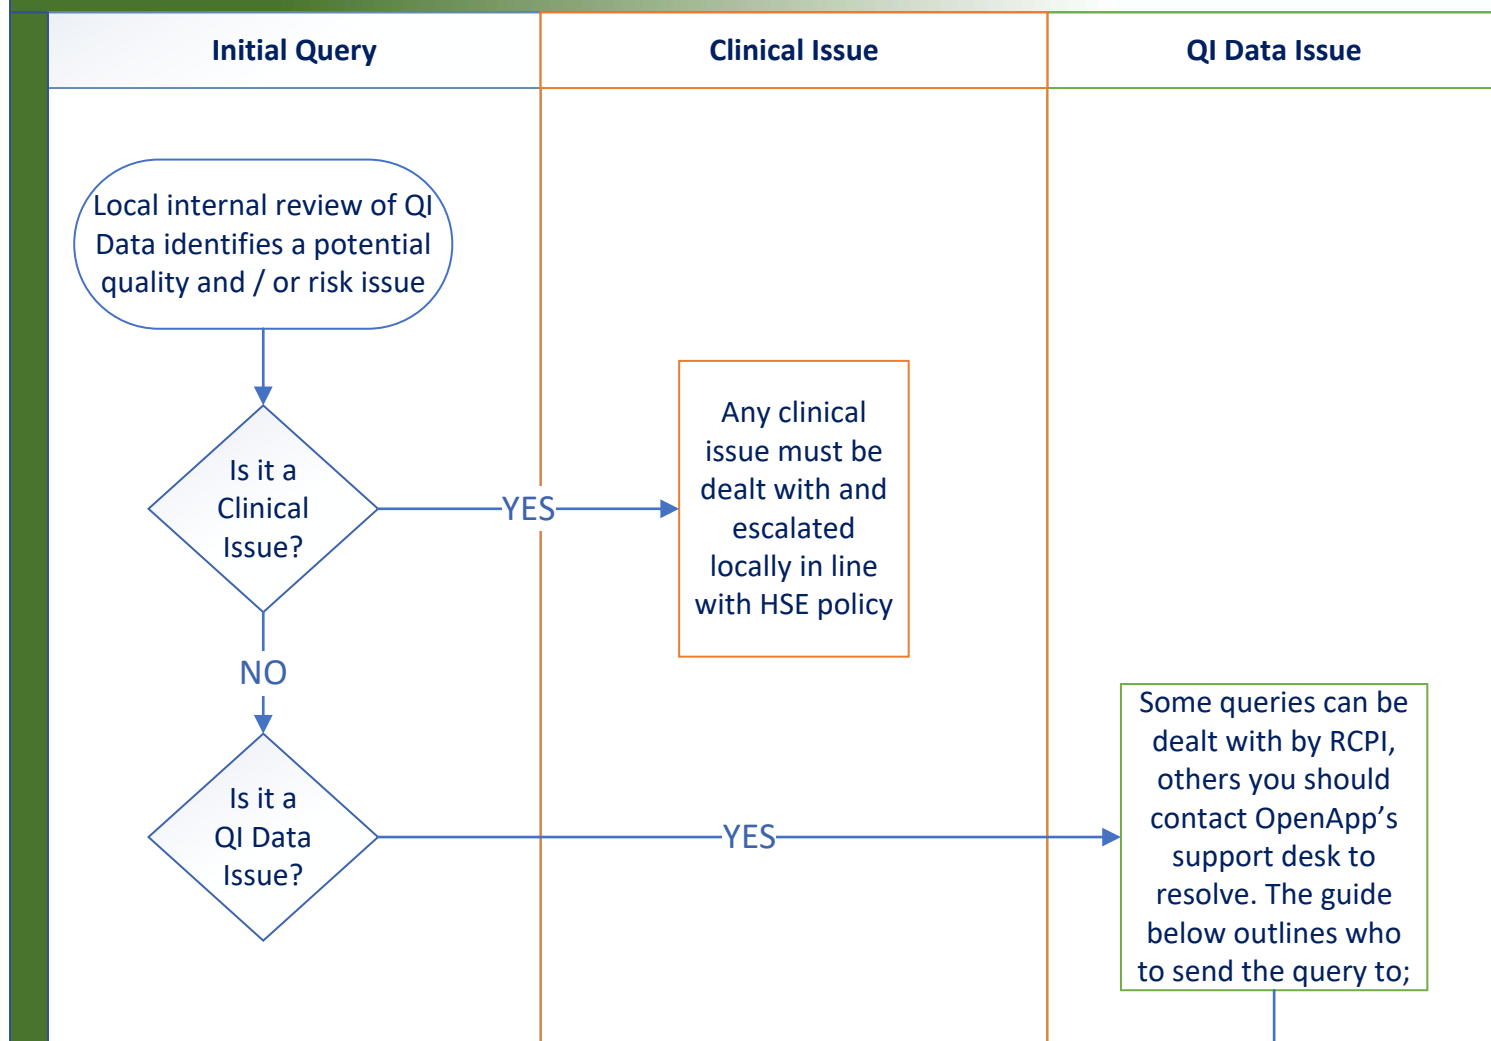 Initial Query
Clinical Issue
QI Data Issue
Local internal review of QI
Data identifies a potential
quality and / or risk issue
Is it a
Clinical
Issue?
YES
Any clinical
issue must be
dealt with and
escalated
locally in line
with HSE policy
NO
Is it a
QI Data
Issue?
YES
Some queries can be
dealt with by RCPI,
others you should
contact OpenApp’s
support desk to
resolve. The guide
below outlines who
to send the query to;